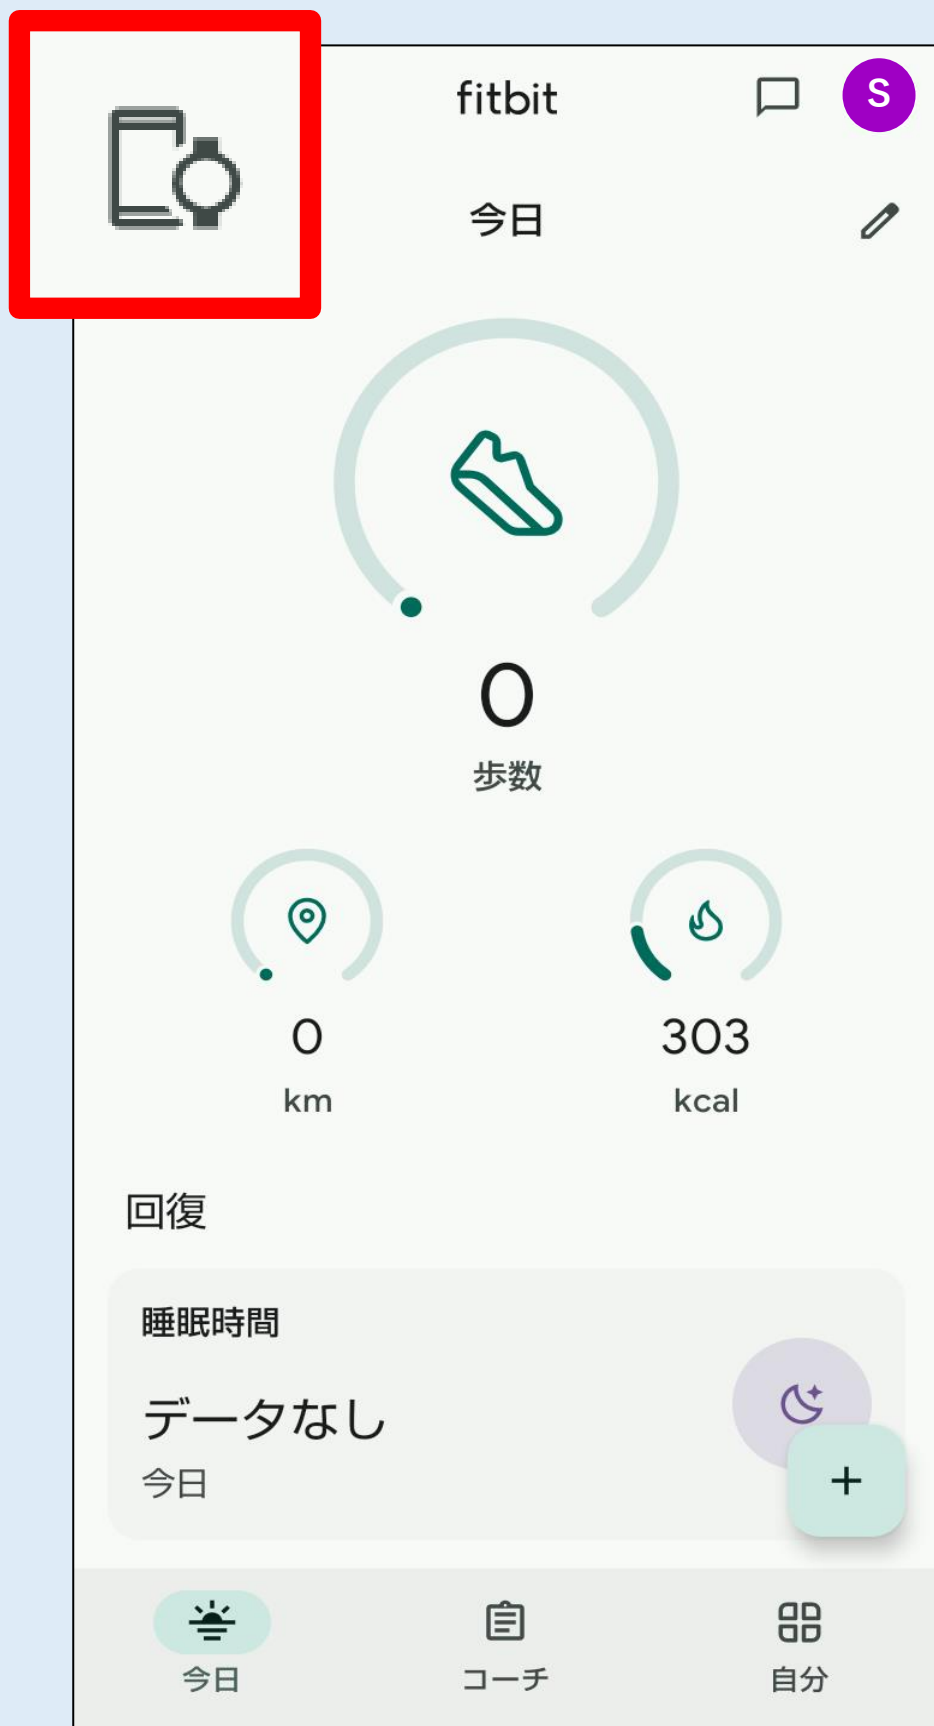 fitbit
S
今日
0
歩数
0
km
303
kcal
回復
睡眠時間
データなし
今日
今日
コーチ
自分